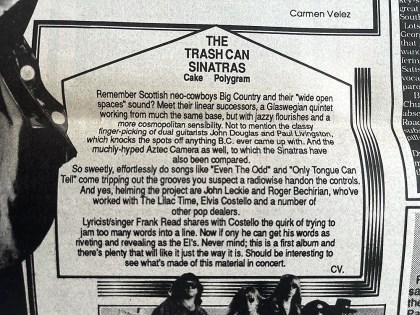 Carmen Velez
THE
TRASH CAN
SINATRAS
Cake Polygram
Remember Scottish neo-cowboys Big Country and their "wide open
spaces" sound? Meet their linear successors, a Glaswegian quintet
working from much the same base, but with jazzy flourishes and a
more cosmopolitan sensibility. Not to mention the classy
finger-picking of dual guitarists John Douglas and Paul Livingston,
which knocks the spots off anything B.C. ever came up with. And the
muchly-hyped Aztec Camera as well, to which the Sinatras have
also been compared.
So sweetly, effortlessly do songs like "Even The Odd" and "Only Tongue Can
Tell" come tripping out the grooves you suspect a radiowise handon the controls.
And yes, helming the project are John Leckie and Roger Bechirian, who've
worked with The Lilac Time, Elvis Costello and a number of
other pop dealers.
Lyricist/singer Frank Read shares with Costello the quirk of trying to
jam too many words into a line. Now if ony he can get his words as
riveting and revealing as the El's. Never mind; this is a first album and
there's plenty that will like it just the way it is. Should be interesting to
see what's made of this material in concert.
CV.